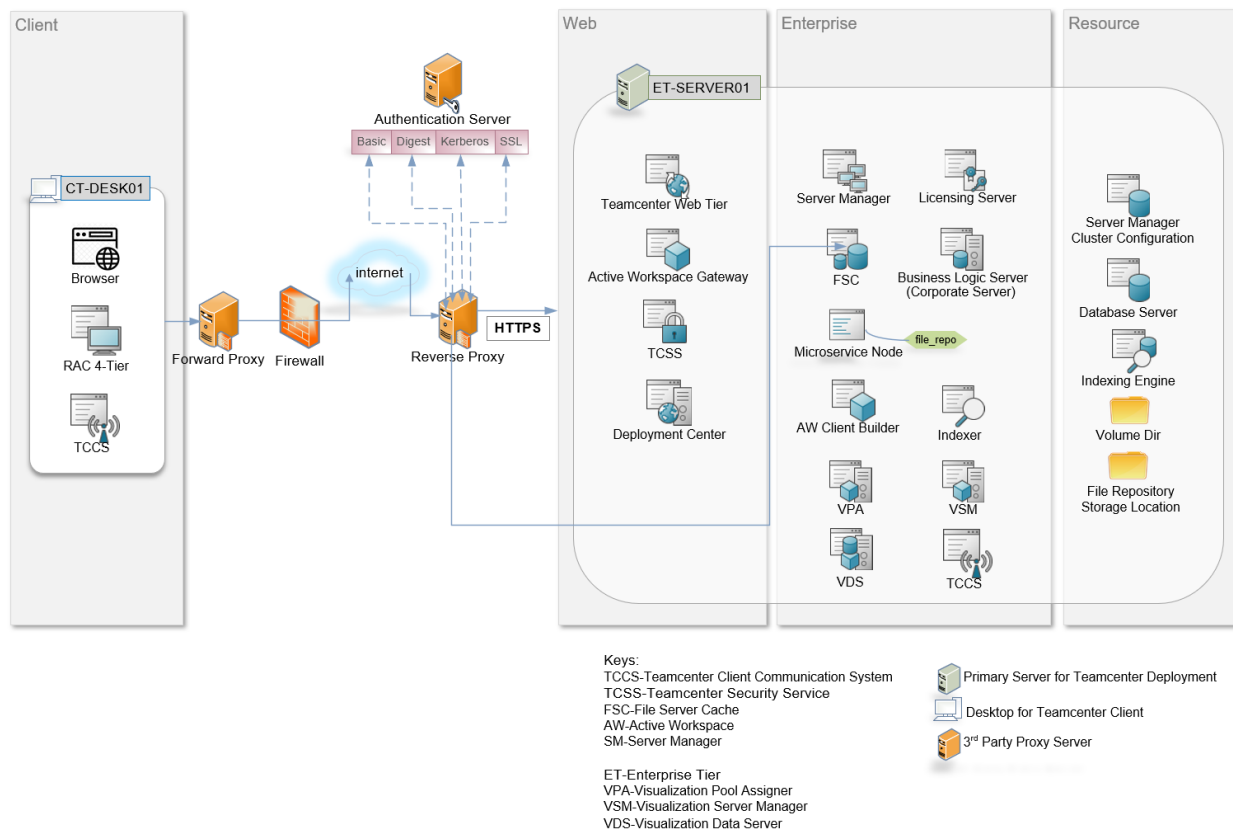 Client
Web
Enterprise
Resource
ET-SERVER01
Authentication Server
Basic
Digest
Kerberos
SSL
CT-DESK01
Browser
RAC 4-Tier
TCCS
Forward Proxy
Firewall
internet
Reverse Proxy
HTTPS
Teamcenter Web Tier
Active Workspace Gateway
TCSS
Deployment Center
Server Manager
Licensing Server
FSC
Business Logic Server
(Corporate Server)
Microservice Node
file_repo
AW Client Builder
Indexer
VPA
VSM
VDS
TCCS
Server Manager
Cluster Configuration
Database Server
Indexing Engine
Volume Dir
File Repository
Storage Location
Keys:
TCCS-Teamcenter Client Communication System
TCSS-Teamcenter Security Service
FSC-File Server Cache
AW-Active Workspace
SM-Server Manager
ET-Enterprise Tier
VPA-Visualization Pool Assigner
VSM-Visualization Server Manager
VDS-Visualization Data Server
Primary Server for Teamcenter Deployment
Desktop for Teamcenter Client
3rd Party Proxy Server